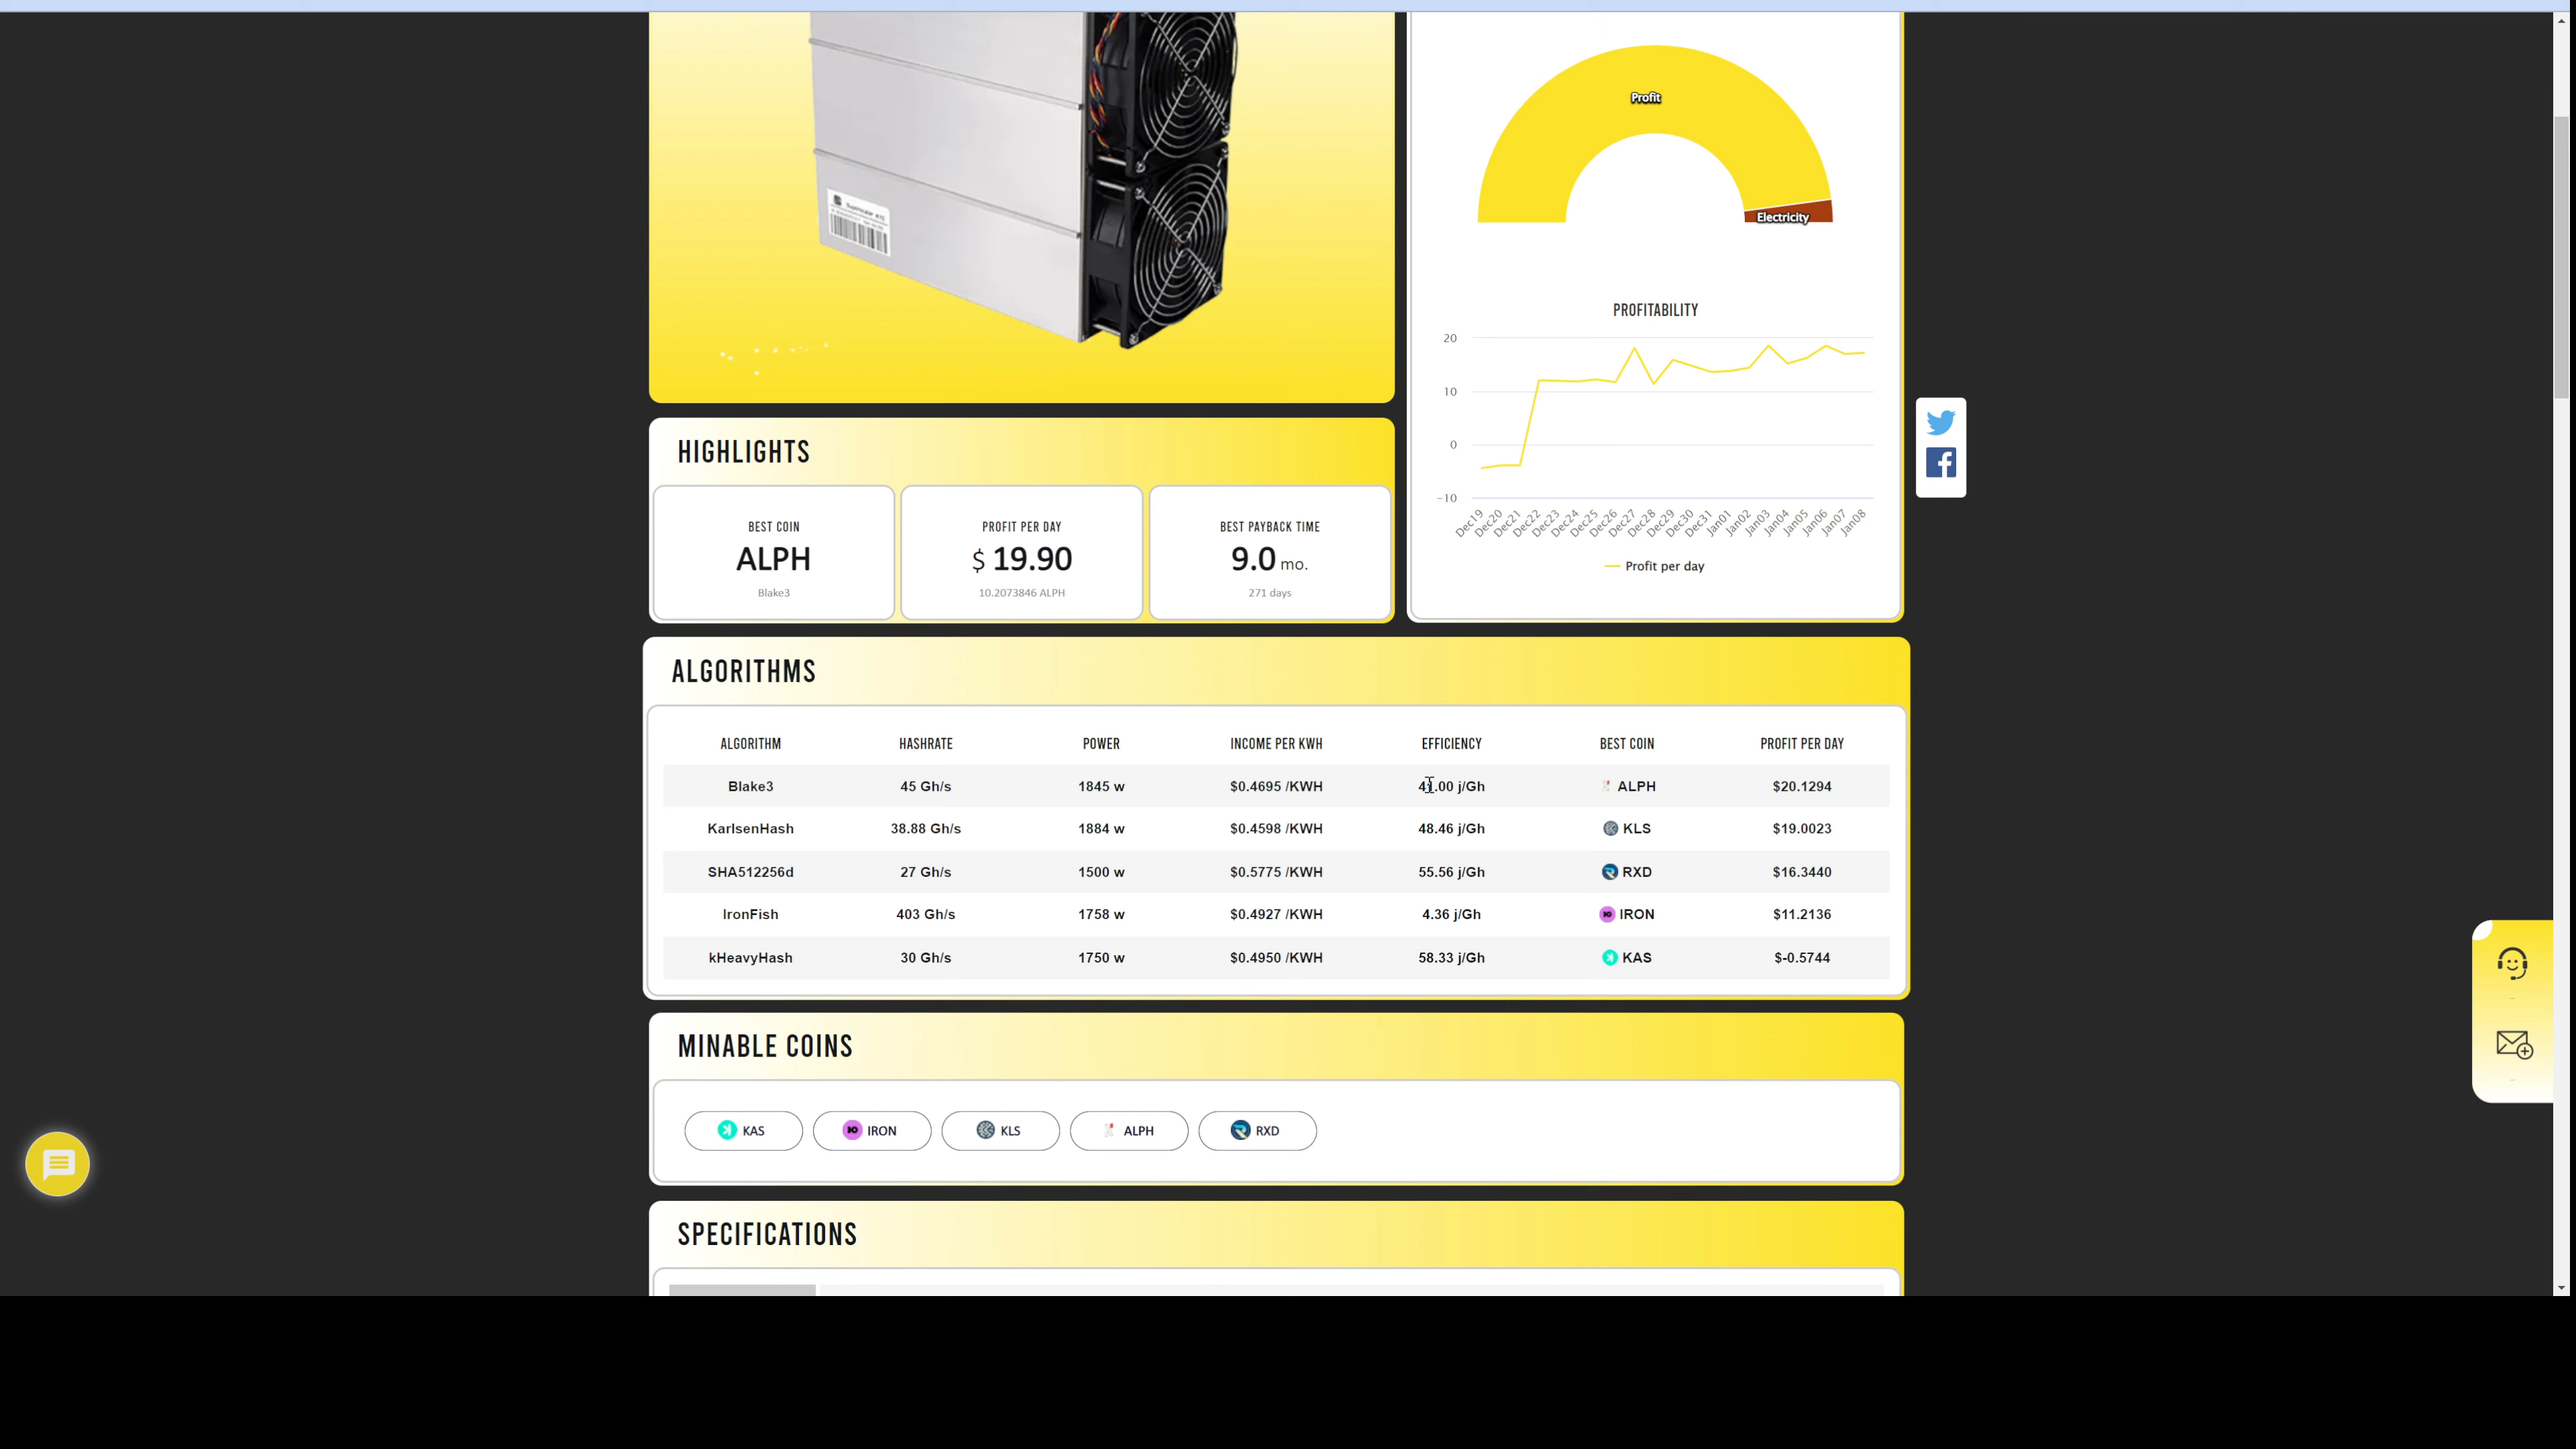 Profit
Electricity
PROFITABILITY
20
10
0
-10
Dec19 Dec20 Dec21 Dec22 Dec23 Dec24 Dec25 Dec26 Dec27 Dec28 Dec29 Dec30 Dec31 Jan01 Jan02 Jan03 Jan04 Jan05 Jan06 Jan07 Jan08
Profit per day
HIGHLIGHTS
BEST COIN
ALPH
Blake3
PROFIT PER DAY
$ 19.90
10.2073846 ALPH
BEST PAYBACK TIME
9.0 mo.
271 days
ALGORITHMS
ALGORITHM HASHRATE POWER INCOME PER KWH EFFICIENCY BEST COIN PROFIT PER DAY
Blake3 45 Gh/s 1845 w $0.4695 /KWH 41.00 j/Gh ALPH $20.1294
KarlsenHash 38.88 Gh/s 1884 w $0.4598 /KWH 48.46 j/Gh KLS $19.0023
SHA512256d 27 Gh/s 1500 w $0.5775 /KWH 55.56 j/Gh RXD $16.3440
IronFish 403 Gh/s 1758 w $0.4927 /KWH 4.36 j/Gh IRON $11.2136
kHeavyHash 30 Gh/s 1750 w $0.4950 /KWH 58.33 j/Gh KAS $-0.5744
MINABLE COINS
KAS IRON KLS ALPH RXD
SPECIFICATIONS